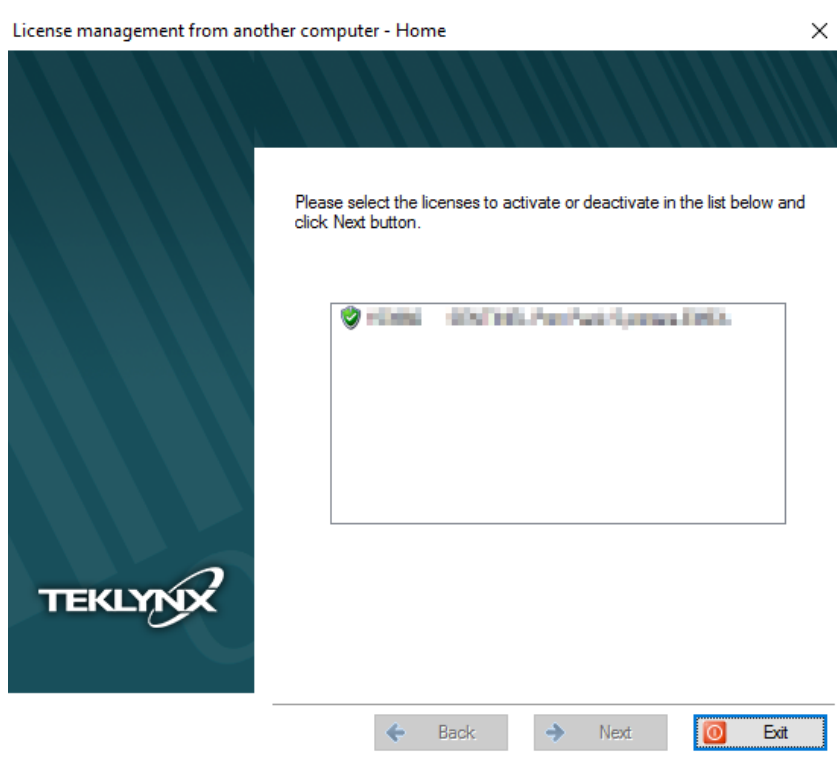 License management from another computer - Home
Please select the licenses to activate or deactivate in the list below and
click Next button.
TEKLYNX
Back
Next
Exit